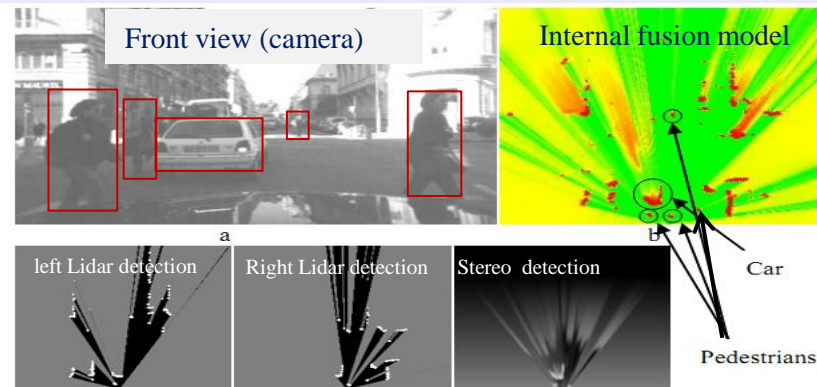 Front view (camera)
Internal fusion model
a
b
left Lidar detection
Right Lidar detection
Stereo detection
Car
Pedestrians